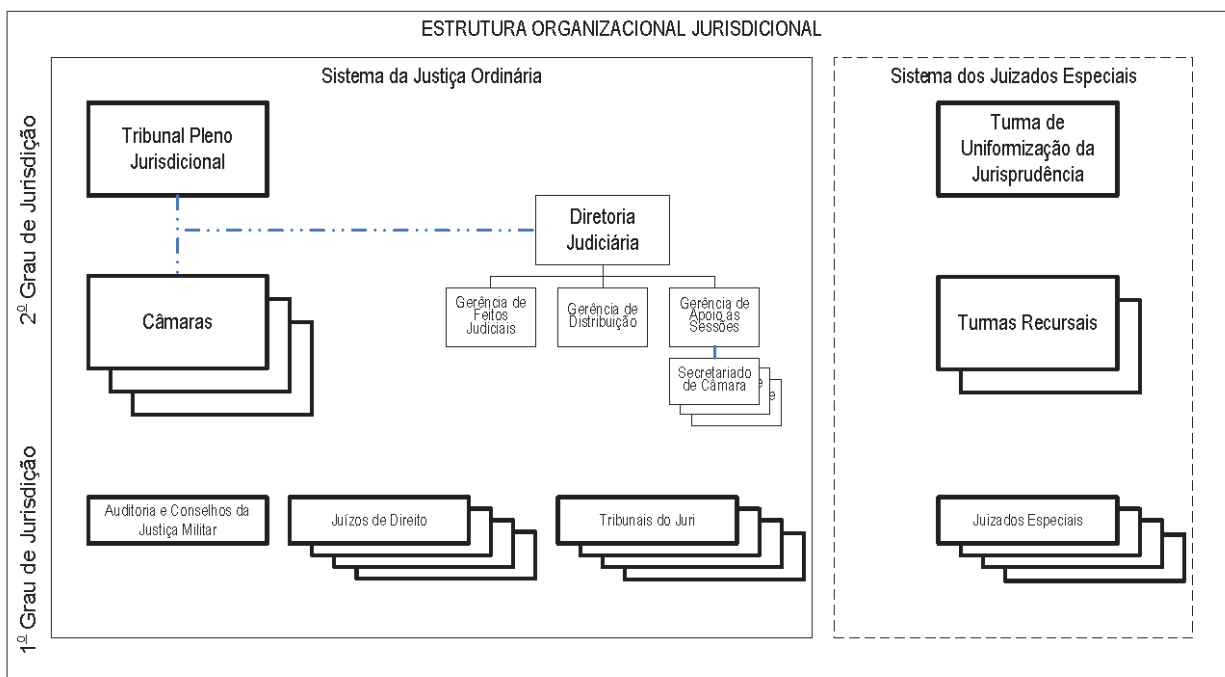 ESTRUTURA ORGANIZACIONAL JURISDICIONAL
Sistema da Justiça Ordinária
Sistema dos Juizados Especiais
2º Grau de Jurisdição
Tribunal Pleno
Jurisdicional
Turma de
Uniformização da
Jurisprudência
Diretoria
Judiciária
Câmaras
Gerência de
Feitos
Judiciais
Gerência de
Distribuição
Gerência de
Apoio às
Sessões
Secretariado
de Câmara
e
e
Turmas Recursais
1º Grau de Jurisdição
Auditoria e Conselhos da
Justiça Militar
Juízos de Direito
Tribunais do Juri
Juizados Especiais